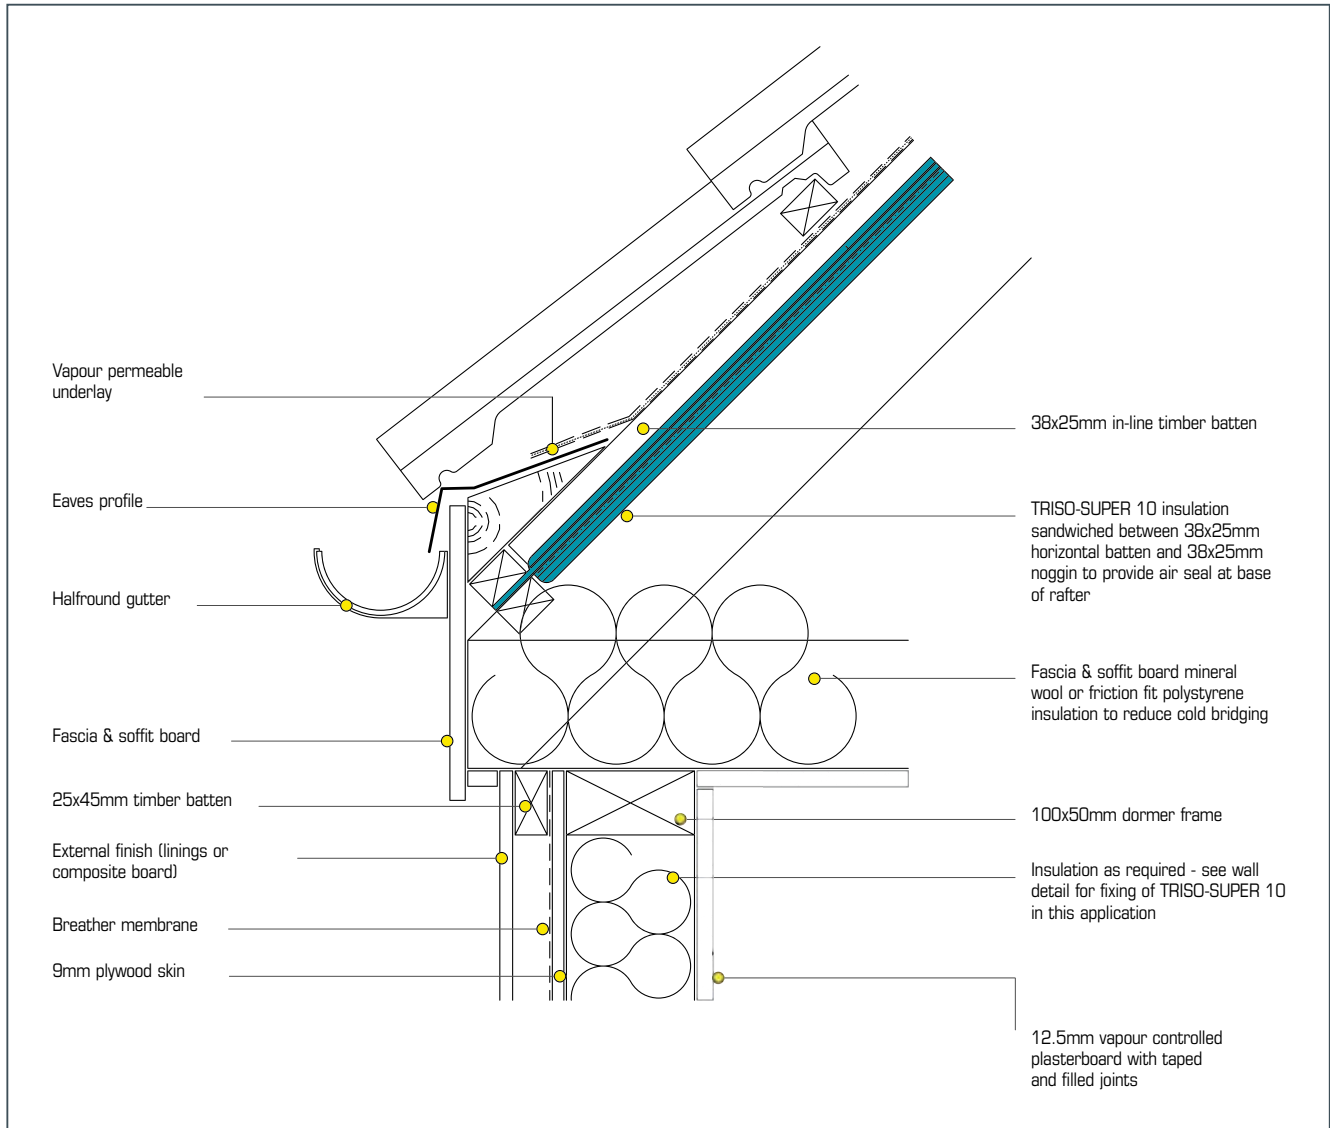 Vapour permeable
underlay
Eaves profile
Halfround gutter
Fascia & soffit board
25x45mm timber batten
External finish (linings or
composite board)
Breather membrane
9mm plywood skin
38x25mm in-line timber batten
TRISO-SUPER 10 insulation
sandwiched between 38x25mm
horizontal batten and 38x25mm
noggin to provide air seal at base
of rafter
Fascia & soffit board mineral
wool or friction fit polystyrene
insulation to reduce cold bridging
100x50mm dormer frame
Insulation as required - see wall
detail for fixing of TRISO-SUPER 10
in this application
12.5mm vapour controlled
plasterboard with taped
and filled joints